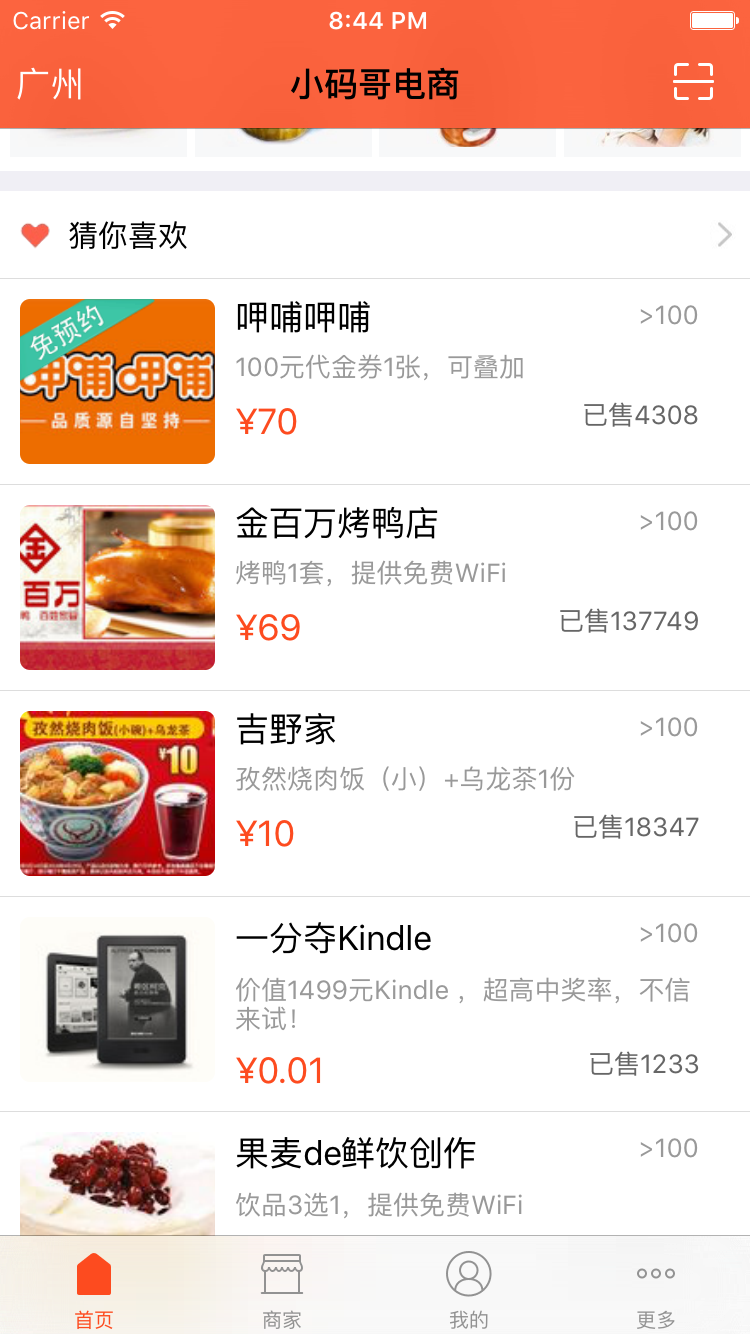 Carrier 8:44 PM
广州 小码哥电商
猜你喜欢
免预约
呷哺呷哺
品质源自坚持
呷哺呷哺 >100
100元代金券1张，可叠加
¥70 已售4308
金
百万
金百万烤鸭店 >100
烤鸭1套，提供免费WiFi
¥69 已售137749
孜然烧肉饭(小碗)+乌龙茶
¥10
吉野家 >100
孜然烧肉饭（小）+乌龙茶1份
¥10 已售18347
一分夺Kindle >100
价值1499元Kindle ，超高中奖率，不信
来试！
¥0.01 已售1233
果麦de鲜饮创作 >100
饮品3选1，提供免费WiFi
首页 商家 我的 更多